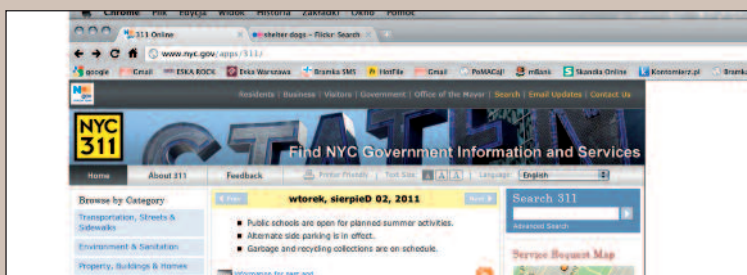 Chrome Plik Edycja Widok Historia Zakładki Okno Pomoc
311 Online
shelter dogs – Flickr: Search
www.nyc.gov/apps/311/
google Gmail ESKA ROCK Eska Warszawa Bramka SMS HotFile Gmail PoMAGajl mBank Skandia Online Kontomierz.pl Bramka
Residents | Business | Visitors | Government | Office of the Mayor | Search | Email Updates | Contact Us
NYC
311
STATEN
Find NYC Government Information and Services
Home About 311 Feedback Printer Friendly | Text Size: A A A | Language: English
Browse by Category
Transportation, Streets &
Sidewalks
Environment & Sanitation
Property, Buildings & Homes
Prev wtorek, sierpieD 02, 2011 Next
Public schools are open for planned summer activities.
Alternate side parking is in effect.
Garbage and recycling collections are on schedule.
Search 311
Advanced Search
Service Request Map